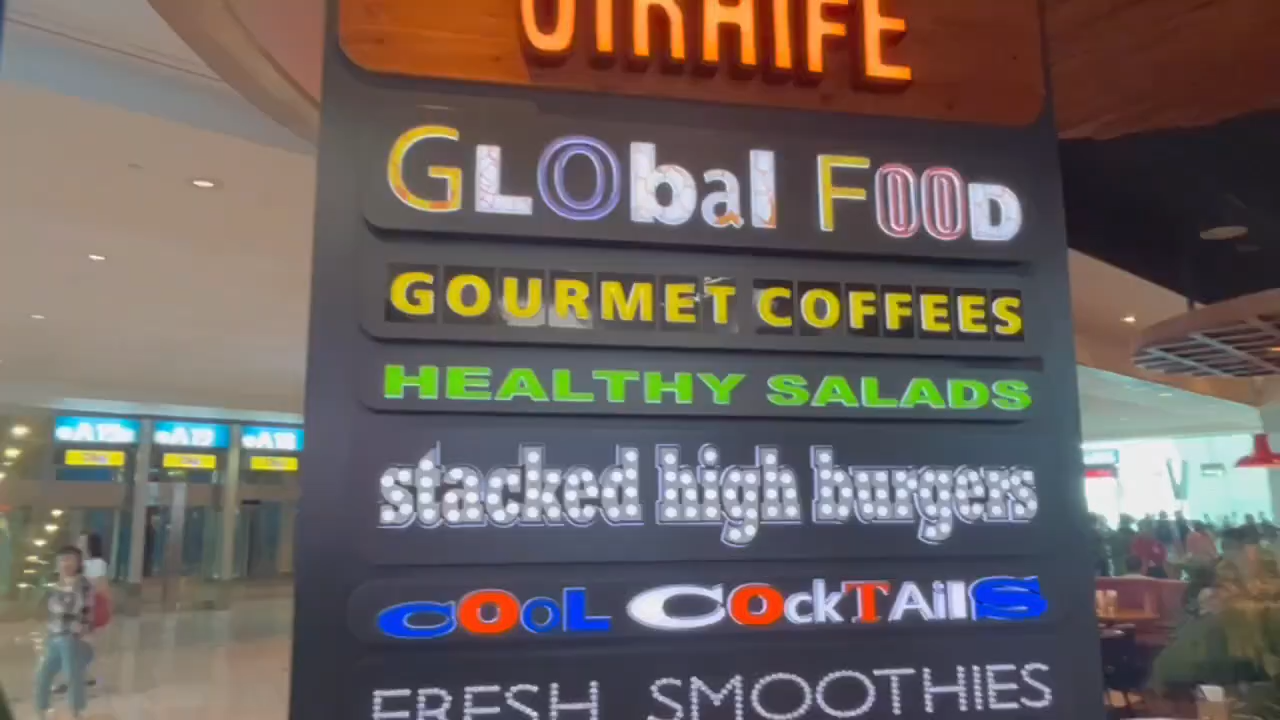 GLObal FOOD
GOURMET COFFEES
HEALTHY SALADS
stacked high burgers
COOL COckTAilS
FRESH SMOOTHIES